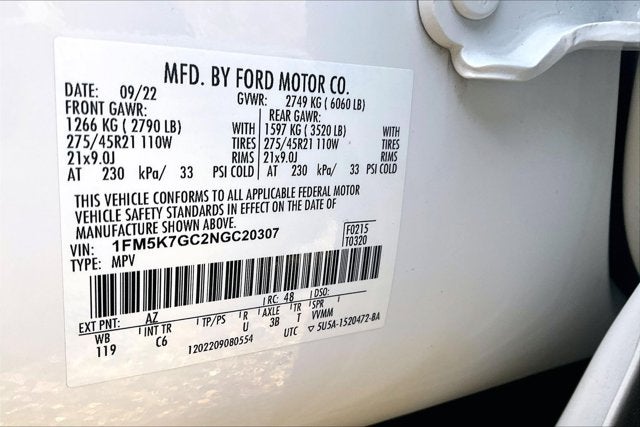 MFD. BY FORD MOTOR CO.
DATE: 09/22 GVWR: 2749 KG ( 6060 LB)
FRONT GAWR: REAR GAWR:
1266 KG ( 2790 LB) WITH 1597 KG ( 3520 LB) WITH
275/45R21 110W TIRES 275/45R21 110W TIRES
21x9.0J RIMS 21x9.0J RIMS
AT 230 kPa/ 33 PSI COLD AT 230 kPa/ 33 PSI COLD
THIS VEHICLE CONFORMS TO ALL APPLICABLE FEDERAL MOTOR
VEHICLE SAFETY STANDARDS IN EFFECT ON THE DATE OF
MANUFACTURE SHOWN ABOVE.
VIN: 1FM5K7GC2NGC20307 F0215
TYPE: MPV T0320
RC: 48 DSO:
EXT PNT: AZ
WB INT TR TP/PS R AXLE TR SPR
119 C6 U 3B T VVMM
1202209080554 UTC ▽ 5U5A-1520472-BA